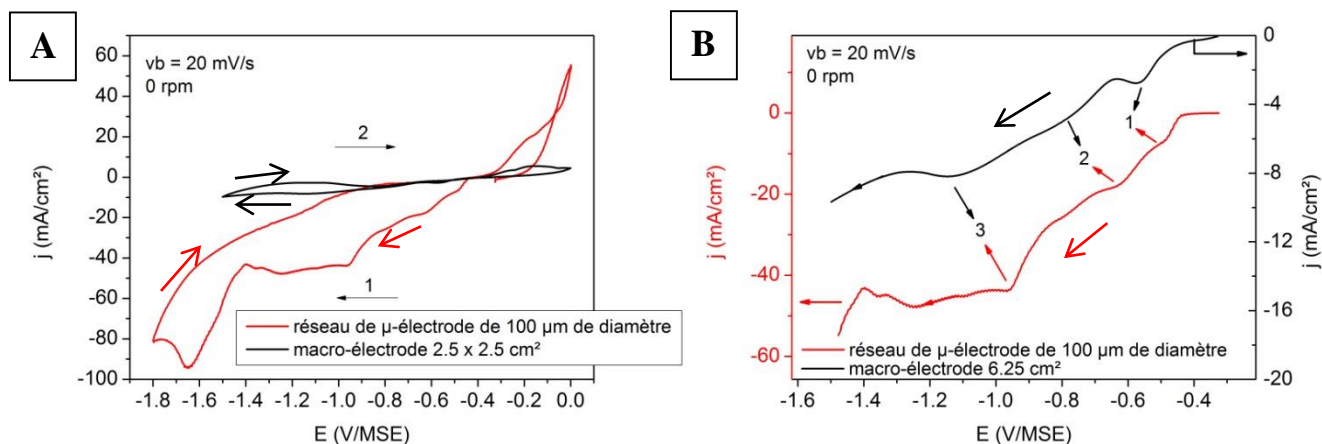 A
vb = 20 mV/s
0 rpm
2
1
60
40
20
0
-20
-40
-60
-80
-100
j (mA/cm²)
réseau de µ-électrode de 100 µm de diamètre
macro-électrode 2.5 x 2.5 cm²
-1.8 -1.6 -1.4 -1.2 -1.0 -0.8 -0.6 -0.4 -0.2 0.0
E (V/MSE)
B
vb = 20 mV/s
0 rpm
1
2
3
0
-20
-40
-60
j (mA/cm²)
0
-4
-8
-12
-16
20
j (mA/cm²)
réseau de µ-électrode de 100 µm de diamètre
macro-électrode 6.25 cm²
-1.6 -1.4 -1.2 -1.0 -0.8 -0.6 -0.4
E (V/MSE)